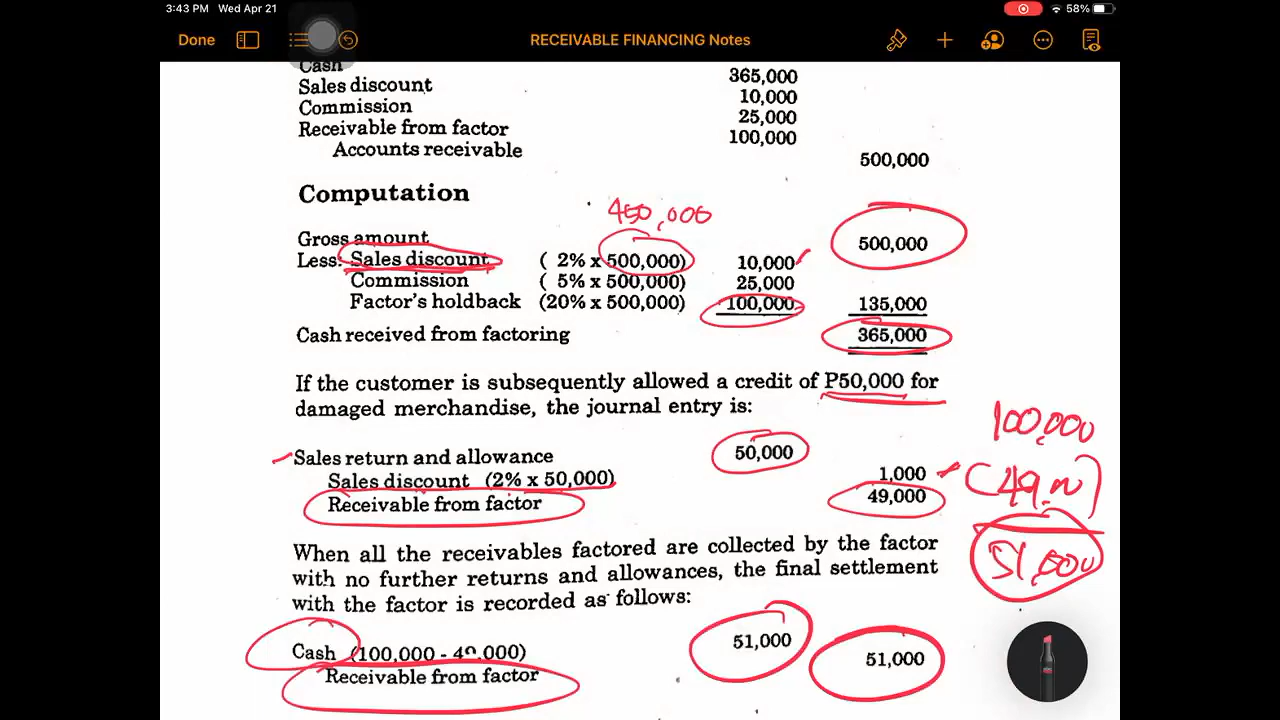 3:43 PM Wed Apr 21 58%
Done RECEIVABLE FINANCING Notes
Cash 365,000
Sales discount 10,000
Commission 25,000
Receivable from factor 100,000
Accounts receivable 500,000
Computation
450,000
Gross amount 500,000
Less: Sales discount ( 2% x 500,000) 10,000
Commission ( 5% x 500,000) 25,000
Factor's holdback (20% x 500,000) 100,000 135,000
Cash received from factoring 365,000
If the customer is subsequently allowed a credit of P50,000 for
damaged merchandise, the journal entry is:
100,000
Sales return and allowance 50,000
Sales discount (2% x 50,000) 1,000
(49,000)
Receivable from factor 49,000
51,000
When all the receivables factored are collected by the factor
with no further returns and allowances, the final settlement
with the factor is recorded as follows:
Cash (100,000 - 49,000) 51,000
Receivable from factor 51,000